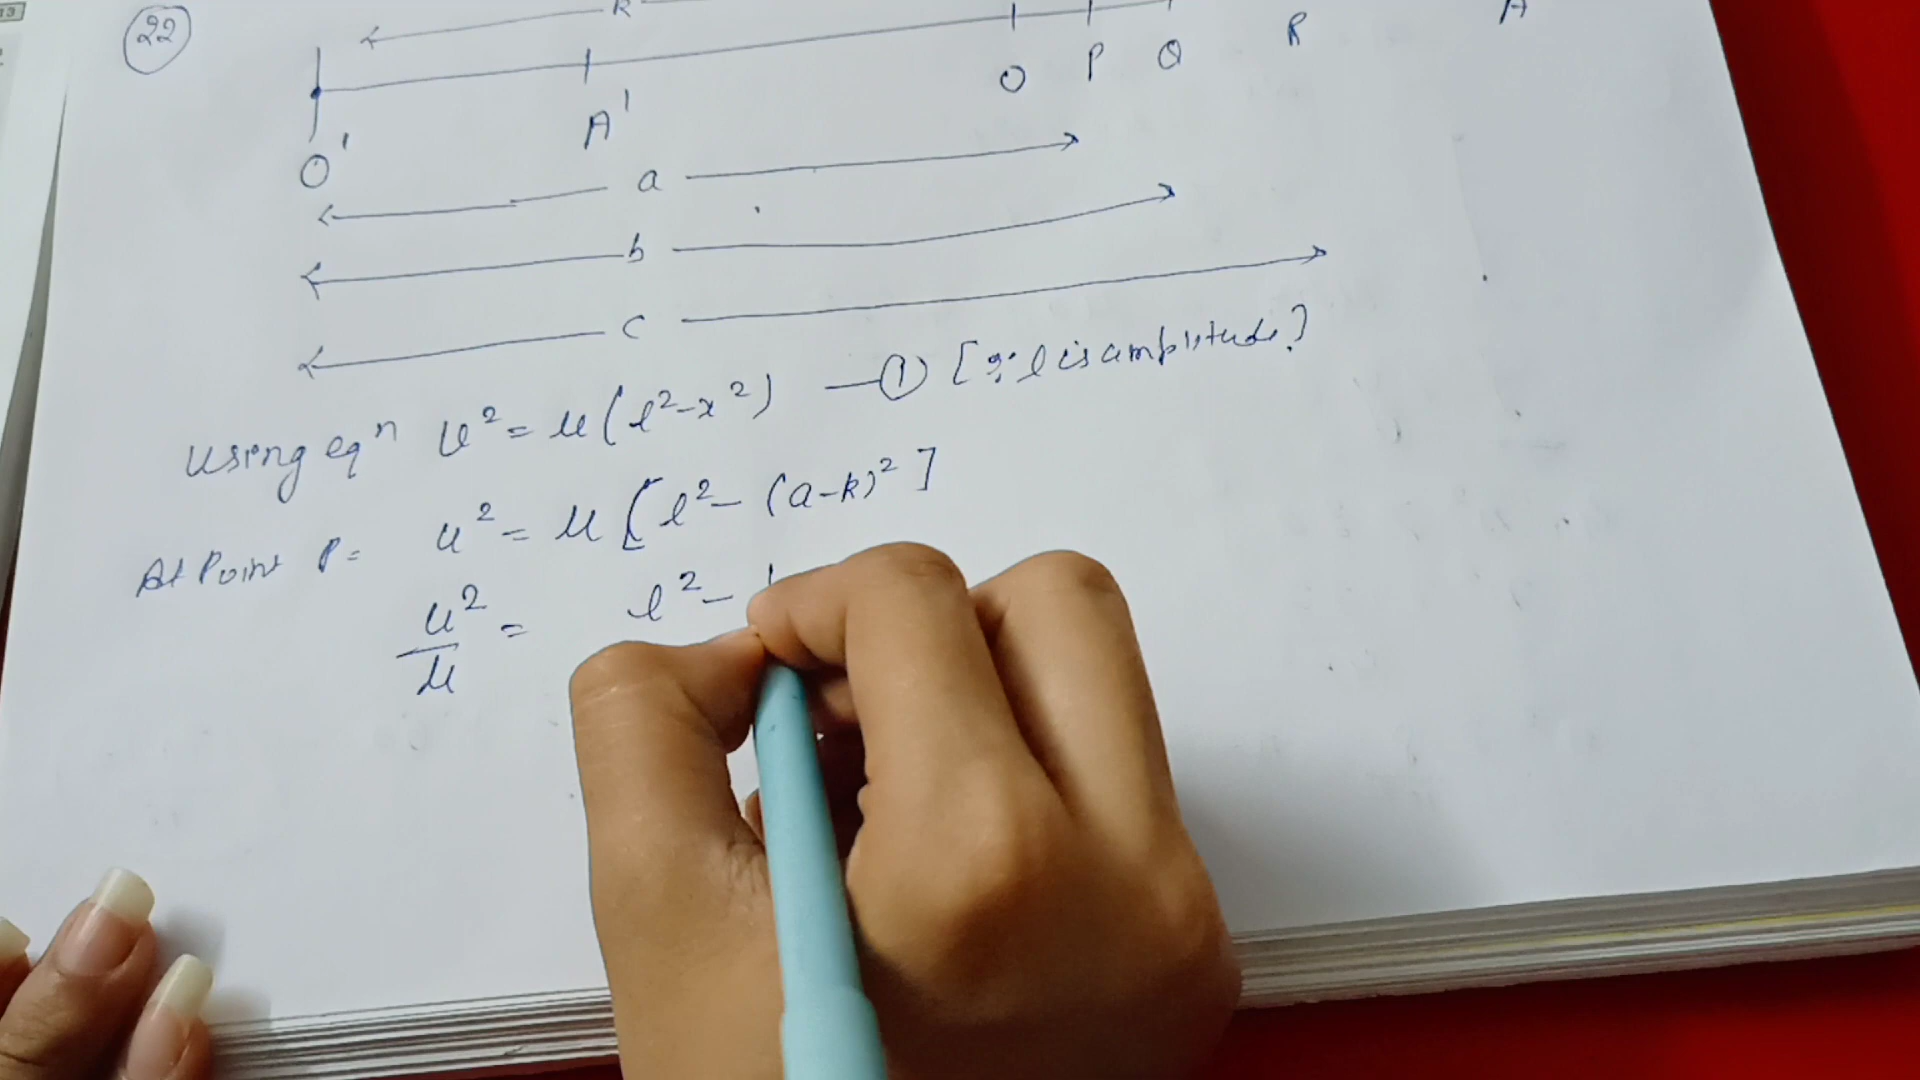 22
k
O' A' O P Q R A
a
b
c
Using eqⁿ v² = μ(l²-x²) —① [∵ l is amplitude]
At Point P = u² = μ [l² - (a-k)²]
u²/μ = l² -